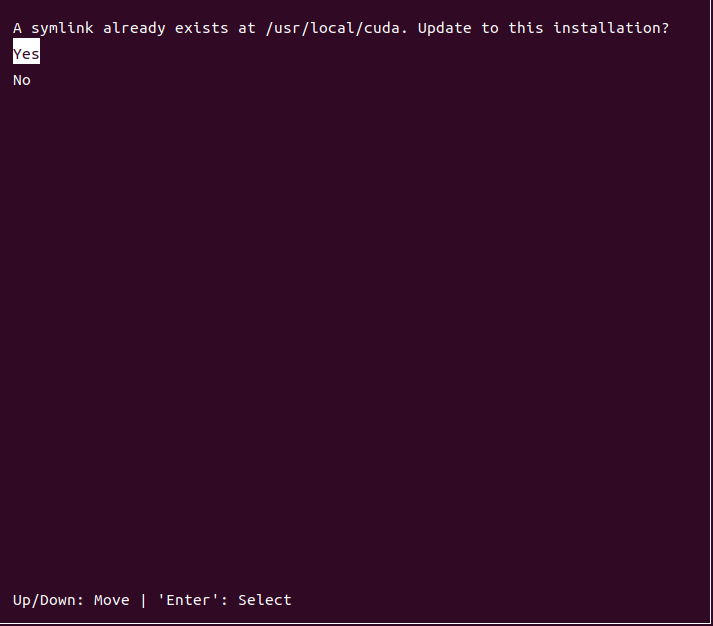 A symlink already exists at /usr/local/cuda. Update to this installation?
Yes
No
Up/Down: Move | 'Enter': Select